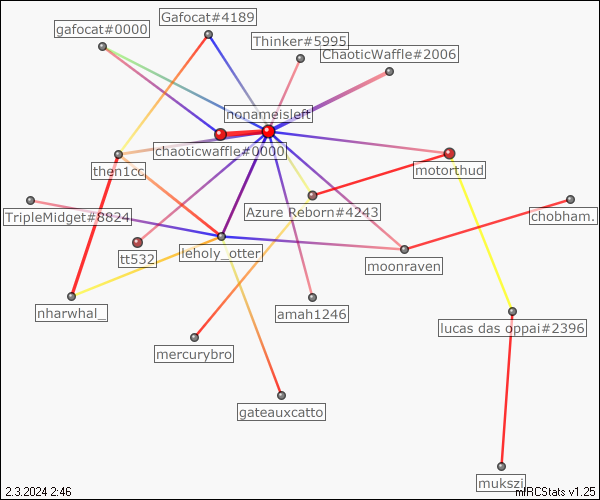 gafocat#0000
Gafocat#4189
Thinker#5995
ChaoticWaffle#2006
nonameisleft
chaoticwaffle#0000
then1cc
motorthud
TripleMidget#8824
Azure Reborn#4243
chobham.
tt532
leholy_otter
moonraven
nharwhal_
amah1246
lucas das oppai#2396
mercurybro
gateauxcatto
mukszi
2.3.2024 2:46
mIRCStats v1.25